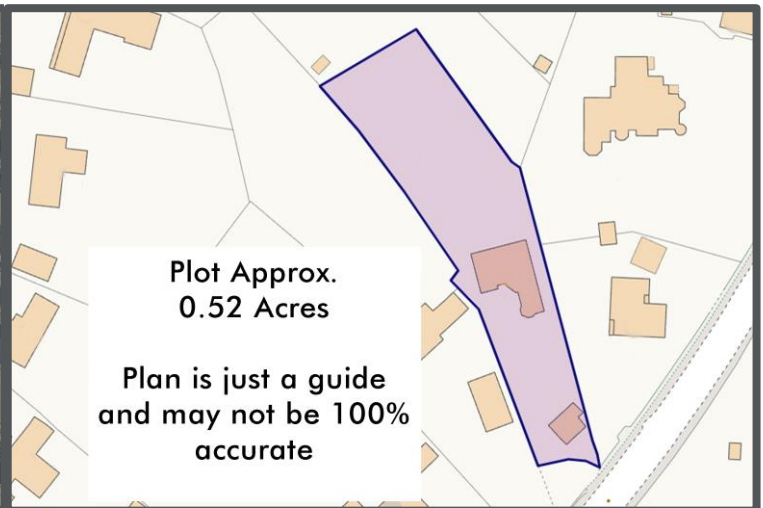 Plot Approx.
0.52 Acres
Plan is just a guide
and may not be 100%
accurate